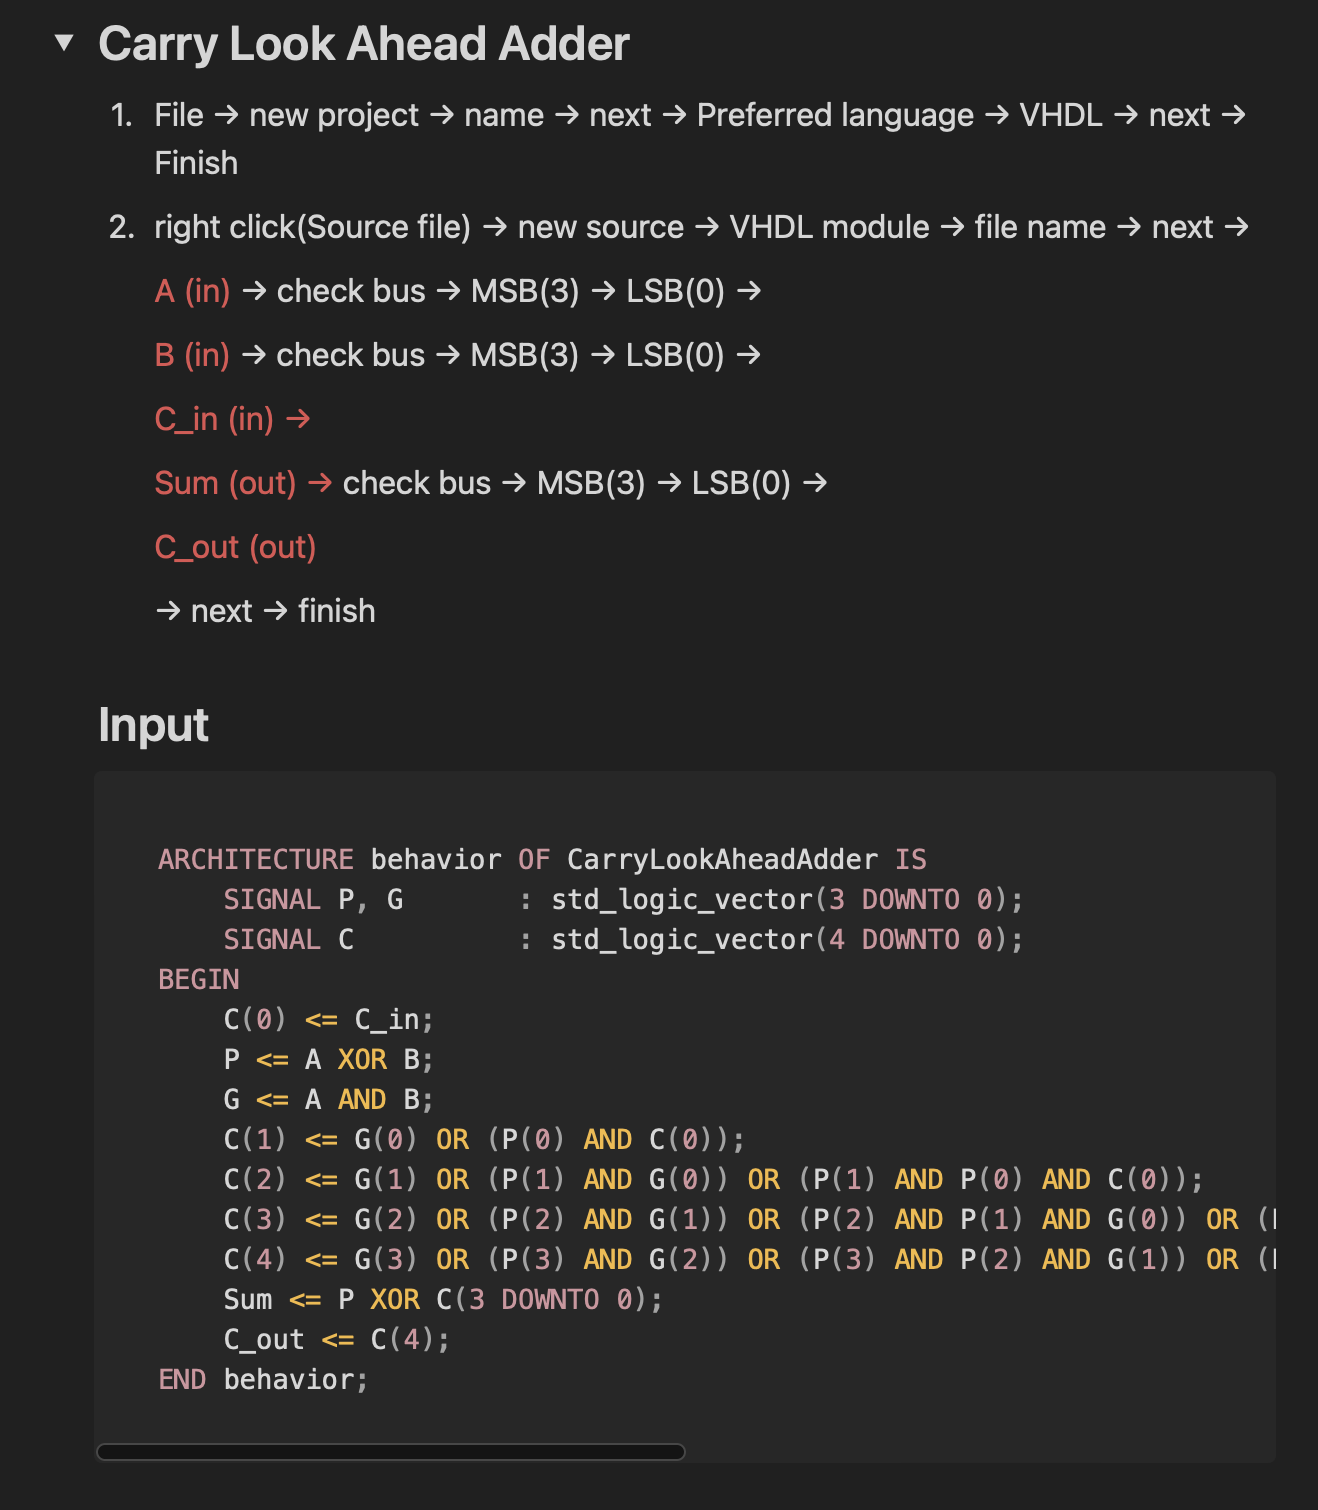 Carry Look Ahead Adder
1. File → new project → name → next → Preferred language → VHDL → next →
Finish
2. right click(Source file) → new source → VHDL module → file name → next →
A (in) → check bus → MSB(3) → LSB(0) →
B (in) → check bus → MSB(3) → LSB(0) →
C_in (in) →
Sum (out) → check bus → MSB(3) → LSB(0) →
C_out (out)
→ next → finish
Input
ARCHITECTURE behavior OF CarryLookAheadAdder IS
    SIGNAL P, G       : std_logic_vector(3 DOWNTO 0);
    SIGNAL C          : std_logic_vector(4 DOWNTO 0);
BEGIN
    C(0) <= C_in;
    P <= A XOR B;
    G <= A AND B;
    C(1) <= G(0) OR (P(0) AND C(0));
    C(2) <= G(1) OR (P(1) AND G(0)) OR (P(1) AND P(0) AND C(0));
    C(3) <= G(2) OR (P(2) AND G(1)) OR (P(2) AND P(1) AND G(0)) OR (
    C(4) <= G(3) OR (P(3) AND G(2)) OR (P(3) AND P(2) AND G(1)) OR (
    Sum <= P XOR C(3 DOWNTO 0);
    C_out <= C(4);
END behavior;